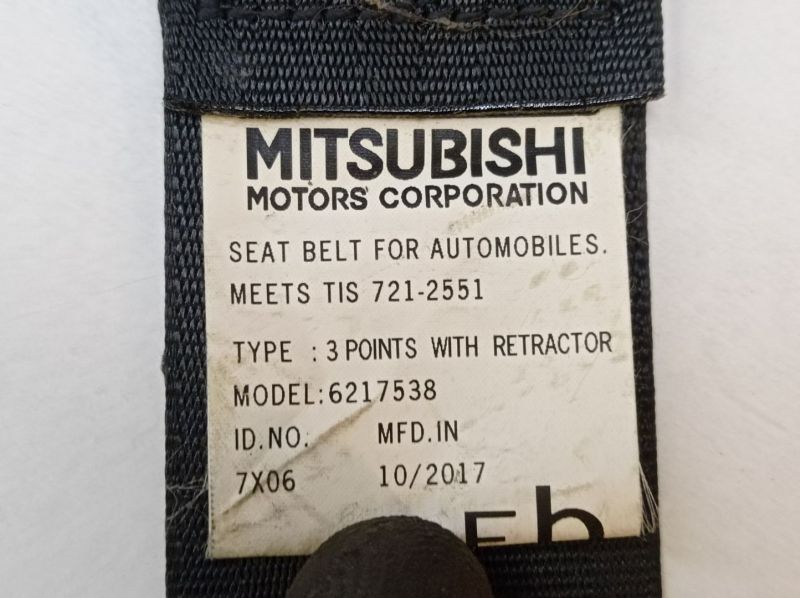 MITSUBISHI
MOTORS CORPORATION
SEAT BELT FOR AUTOMOBILES.
MEETS TIS 721-2551
TYPE : 3 POINTS WITH RETRACTOR
MODEL:6217538
ID.NO. MFD.IN
7X06 10/2017